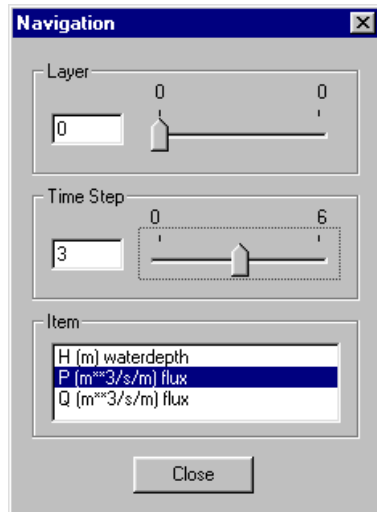 Navigation
Layer
0 0
0
Time Step
0 6
3
Item
H (m) waterdepth
P (m**3/s/m) flux
Q (m**3/s/m) flux
Close